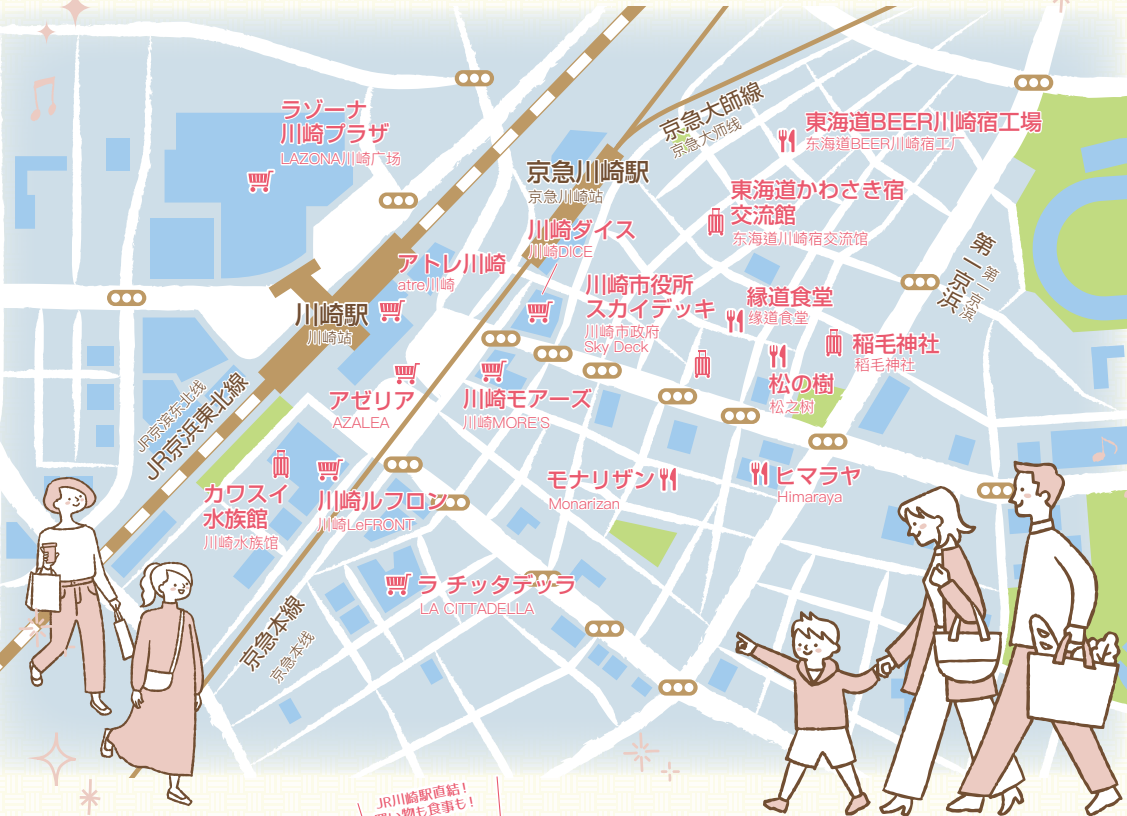 ラゾーナ
川崎プラザ
LAZONA川崎广场
京急大師線
京急大师线
東海道BEER川崎宿工場
东海道BEER川崎宿工厂
京急川崎駅
京急川崎站
東海道かわさき宿
交流館
东海道川崎宿交流馆
川崎ダイス
川崎DICE
第一京浜
第一京滨
アトレ川崎
atre川崎
川崎市役所
スカイデッキ
川崎市政府
Sky Deck
縁道食堂
缘道食堂
川崎駅
川崎站
稲毛神社
稻毛神社
松の樹
松之树
アゼリア
AZALEA
川崎モアーズ
川崎MORE'S
JR京滨东北线
JR京浜東北線
モナリザン
Monarizan
ヒマラヤ
Himaraya
カワスイ
水族館
川崎水族馆
川崎ルフロン
川崎LeFRONT
ラ チッタデッラ
LA CITTADELLA
京急本線
京急本线
JR川崎駅直結!
買い物も食事も!